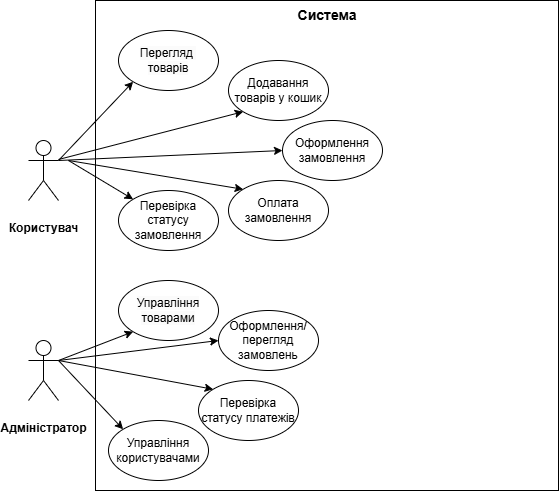 Система
Перегляд
товарів
Додавання
товарів у кошик
Оформлення
замовлення
Оплата
замовлення
Перевірка
статусу
замовлення
Користувач
Управління
товарами
Оформлення/
перегляд
замовлень
Перевірка
статусу платежів
Управління
користувачами
Адміністратор